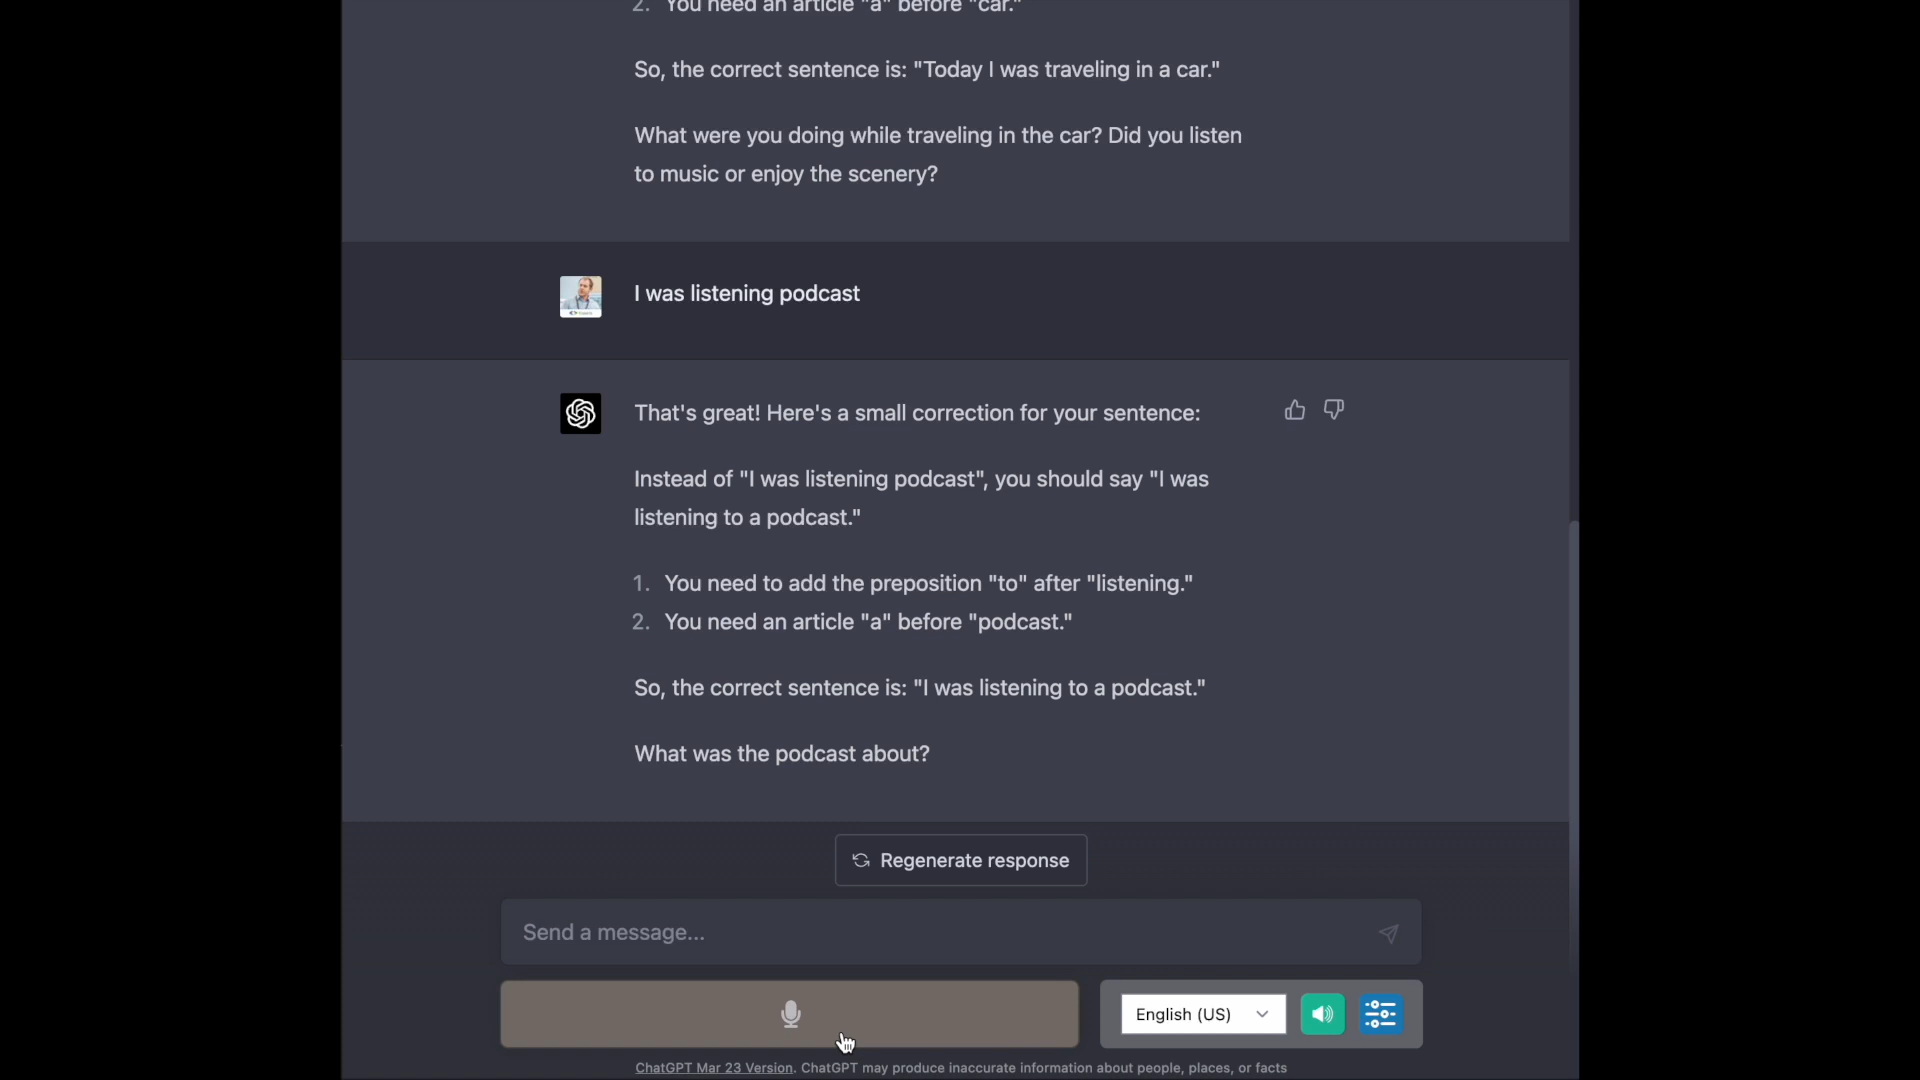 2. You need an article "a" before "car."
So, the correct sentence is: "Today I was traveling in a car."
What were you doing while traveling in the car? Did you listen
to music or enjoy the scenery?
I was listening podcast
That's great! Here's a small correction for your sentence:
Instead of "I was listening podcast", you should say "I was
listening to a podcast."
1. You need to add the preposition "to" after "listening."
2. You need an article "a" before "podcast."
So, the correct sentence is: "I was listening to a podcast."
What was the podcast about?
Regenerate response
Send a message...
English (US)
ChatGPT Mar 23 Version. ChatGPT may produce inaccurate information about people, places, or facts